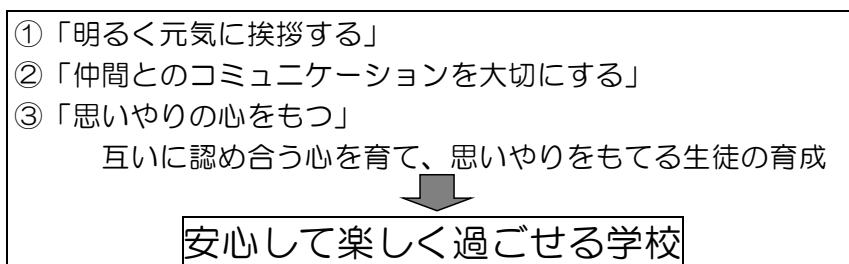 ①「明るく元気に挨拶する」
②「仲間とのコミュニケーションを大切にする」
③「思いやりの心をもつ」
互いに認め合う心を育て、思いやりをもてる生徒の育成
安心して楽しく過ごせる学校